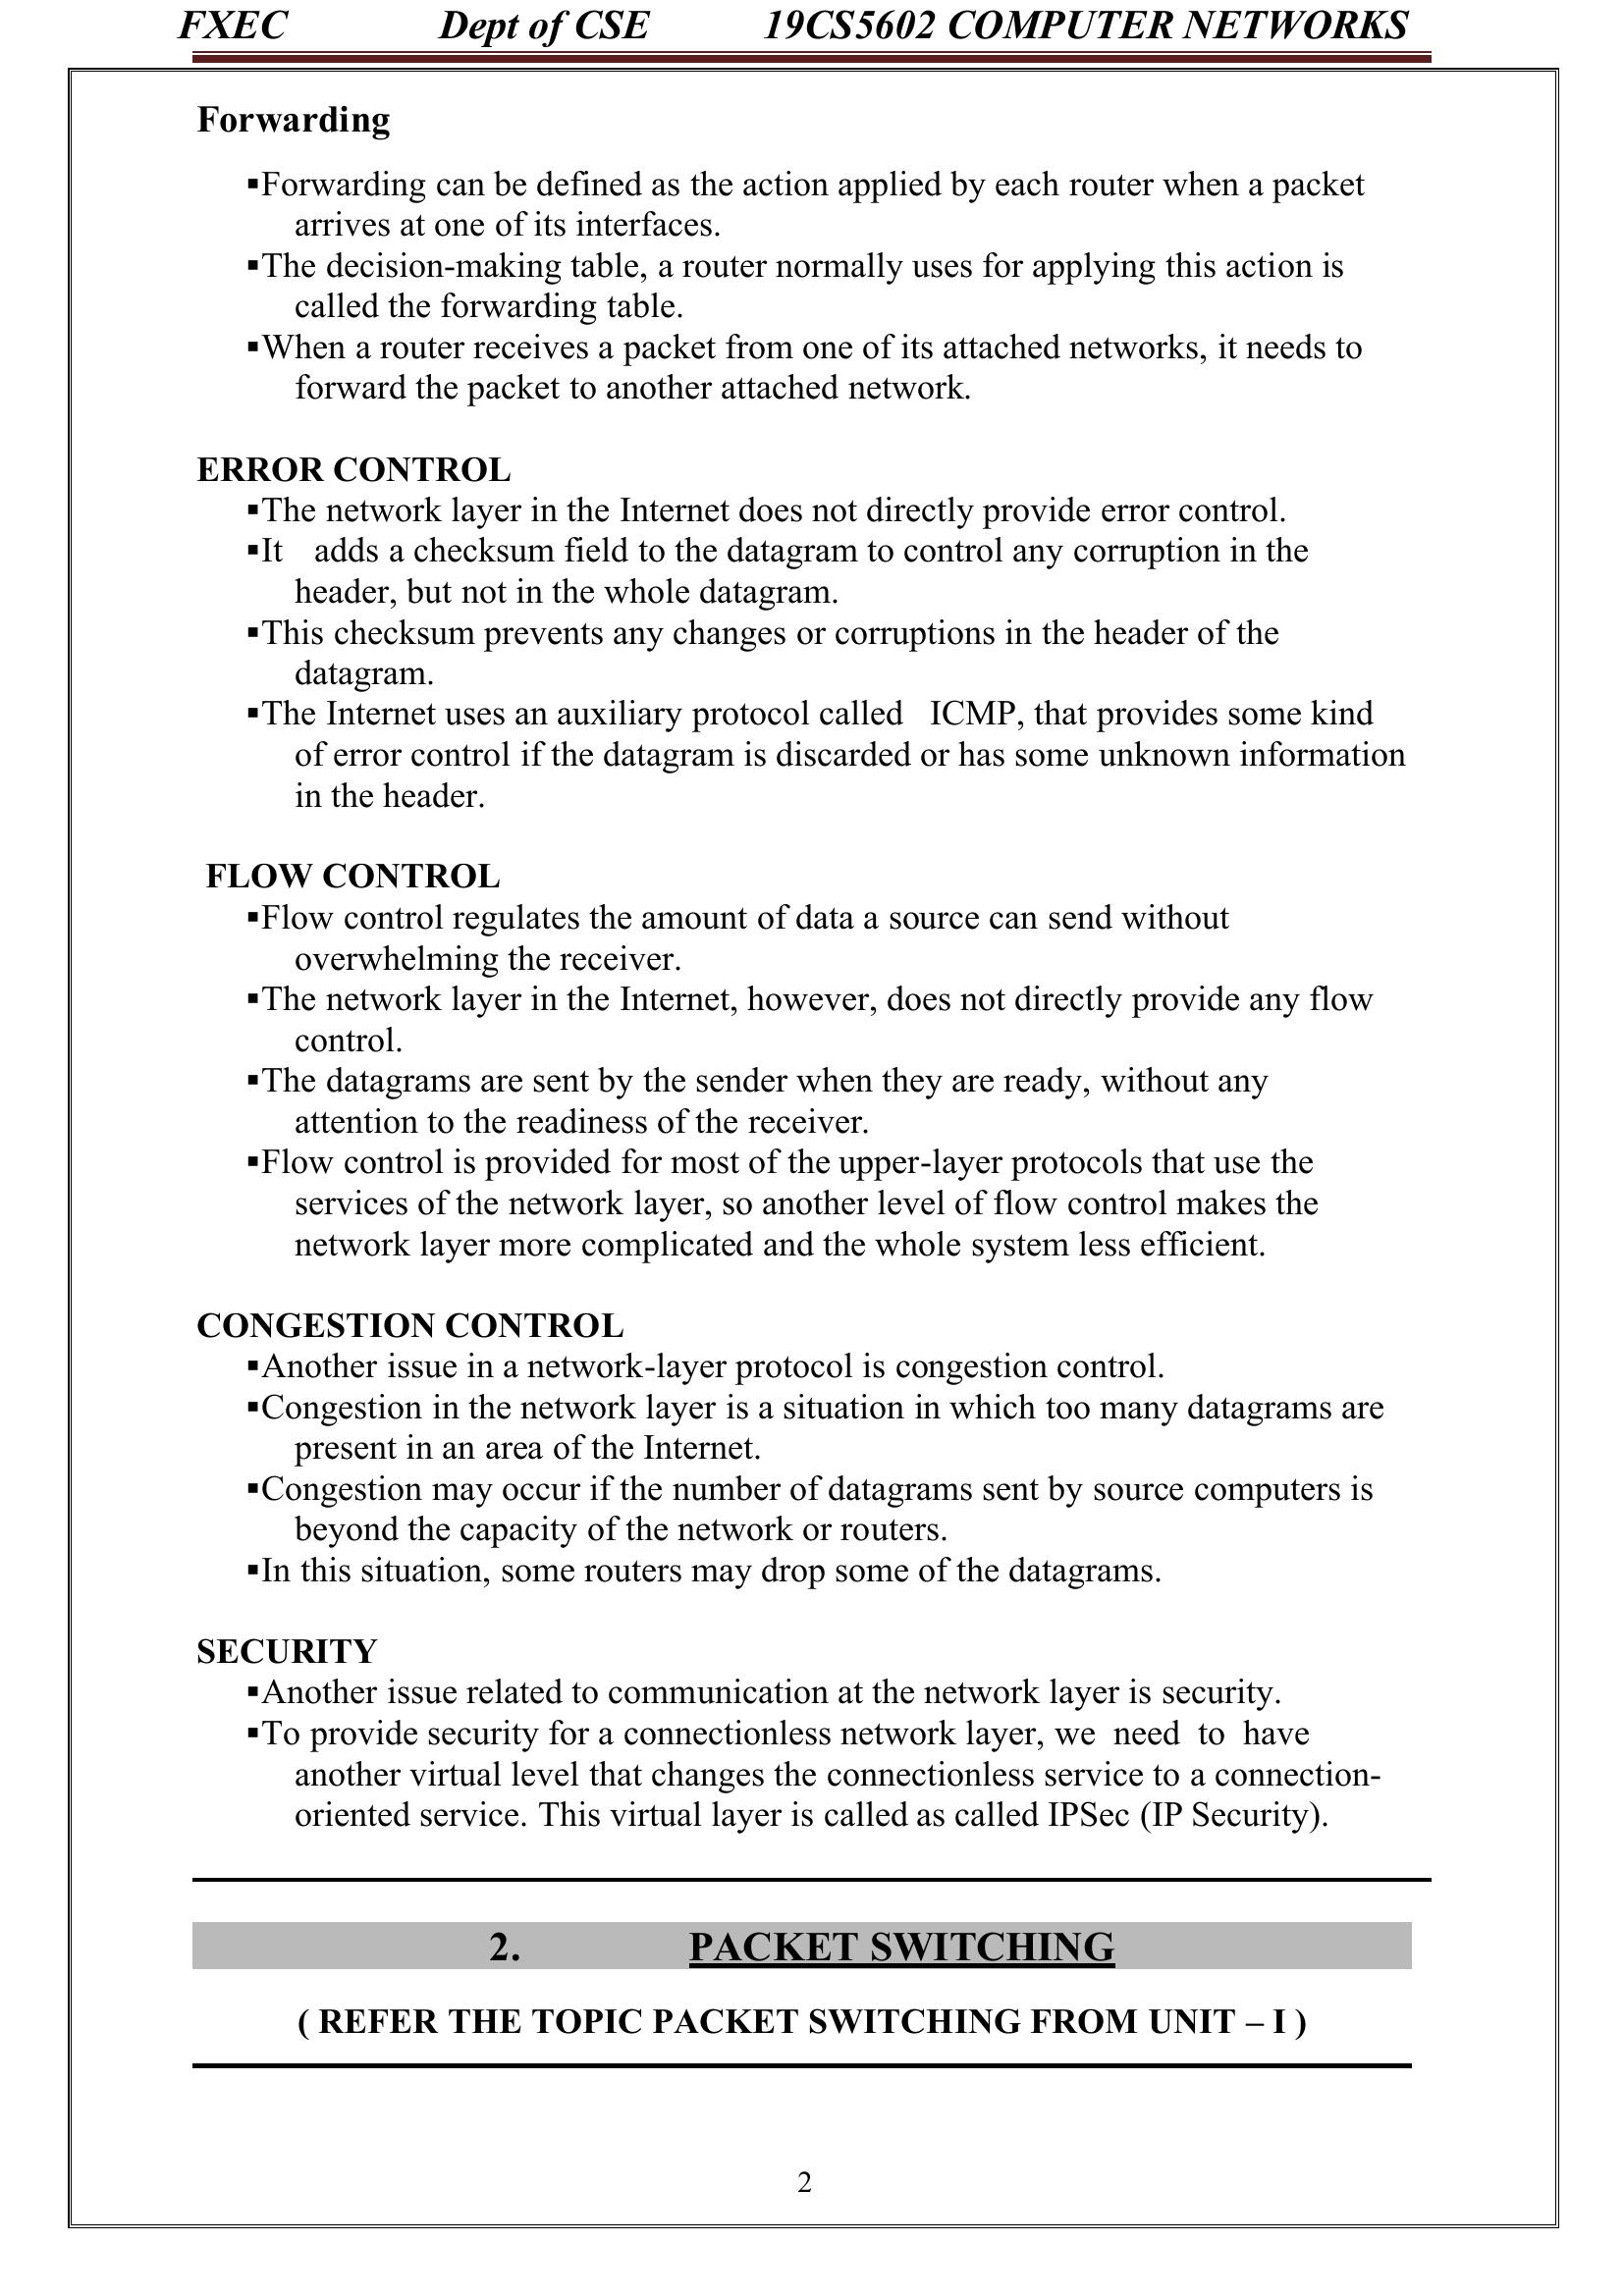 FXEC Dept of CSE 19CS5602 COMPUTER NETWORKS
Forwarding
▪Forwarding can be defined as the action applied by each router when a packet
arrives at one of its interfaces.
▪The decision-making table, a router normally uses for applying this action is
called the forwarding table.
▪When a router receives a packet from one of its attached networks, it needs to
forward the packet to another attached network.
ERROR CONTROL
▪The network layer in the Internet does not directly provide error control.
▪It adds a checksum field to the datagram to control any corruption in the
header, but not in the whole datagram.
▪This checksum prevents any changes or corruptions in the header of the
datagram.
▪The Internet uses an auxiliary protocol called ICMP, that provides some kind
of error control if the datagram is discarded or has some unknown information
in the header.
FLOW CONTROL
▪Flow control regulates the amount of data a source can send without
overwhelming the receiver.
▪The network layer in the Internet, however, does not directly provide any flow
control.
▪The datagrams are sent by the sender when they are ready, without any
attention to the readiness of the receiver.
▪Flow control is provided for most of the upper-layer protocols that use the
services of the network layer, so another level of flow control makes the
network layer more complicated and the whole system less efficient.
CONGESTION CONTROL
▪Another issue in a network-layer protocol is congestion control.
▪Congestion in the network layer is a situation in which too many datagrams are
present in an area of the Internet.
▪Congestion may occur if the number of datagrams sent by source computers is
beyond the capacity of the network or routers.
▪In this situation, some routers may drop some of the datagrams.
SECURITY
▪Another issue related to communication at the network layer is security.
▪To provide security for a connectionless network layer, we need to have
another virtual level that changes the connectionless service to a connection-
oriented service. This virtual layer is called as called IPSec (IP Security).
2. PACKET SWITCHING
( REFER THE TOPIC PACKET SWITCHING FROM UNIT – I )
2